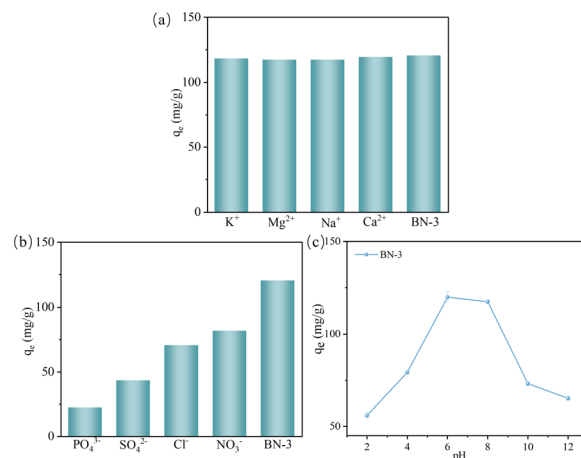 (a)
150
100
50
0
qe (mg/g)
K⁺ Mg²⁺ Na⁺ Ca²⁺ BN-3
(b)
150
100
50
0
qe (mg/g)
PO₄³⁻ SO₄²⁻ Cl⁻ NO₃⁻ BN-3
(c)
150
100
50
qe (mg/g)
BN-3
2 4 6 8 10 12
pH